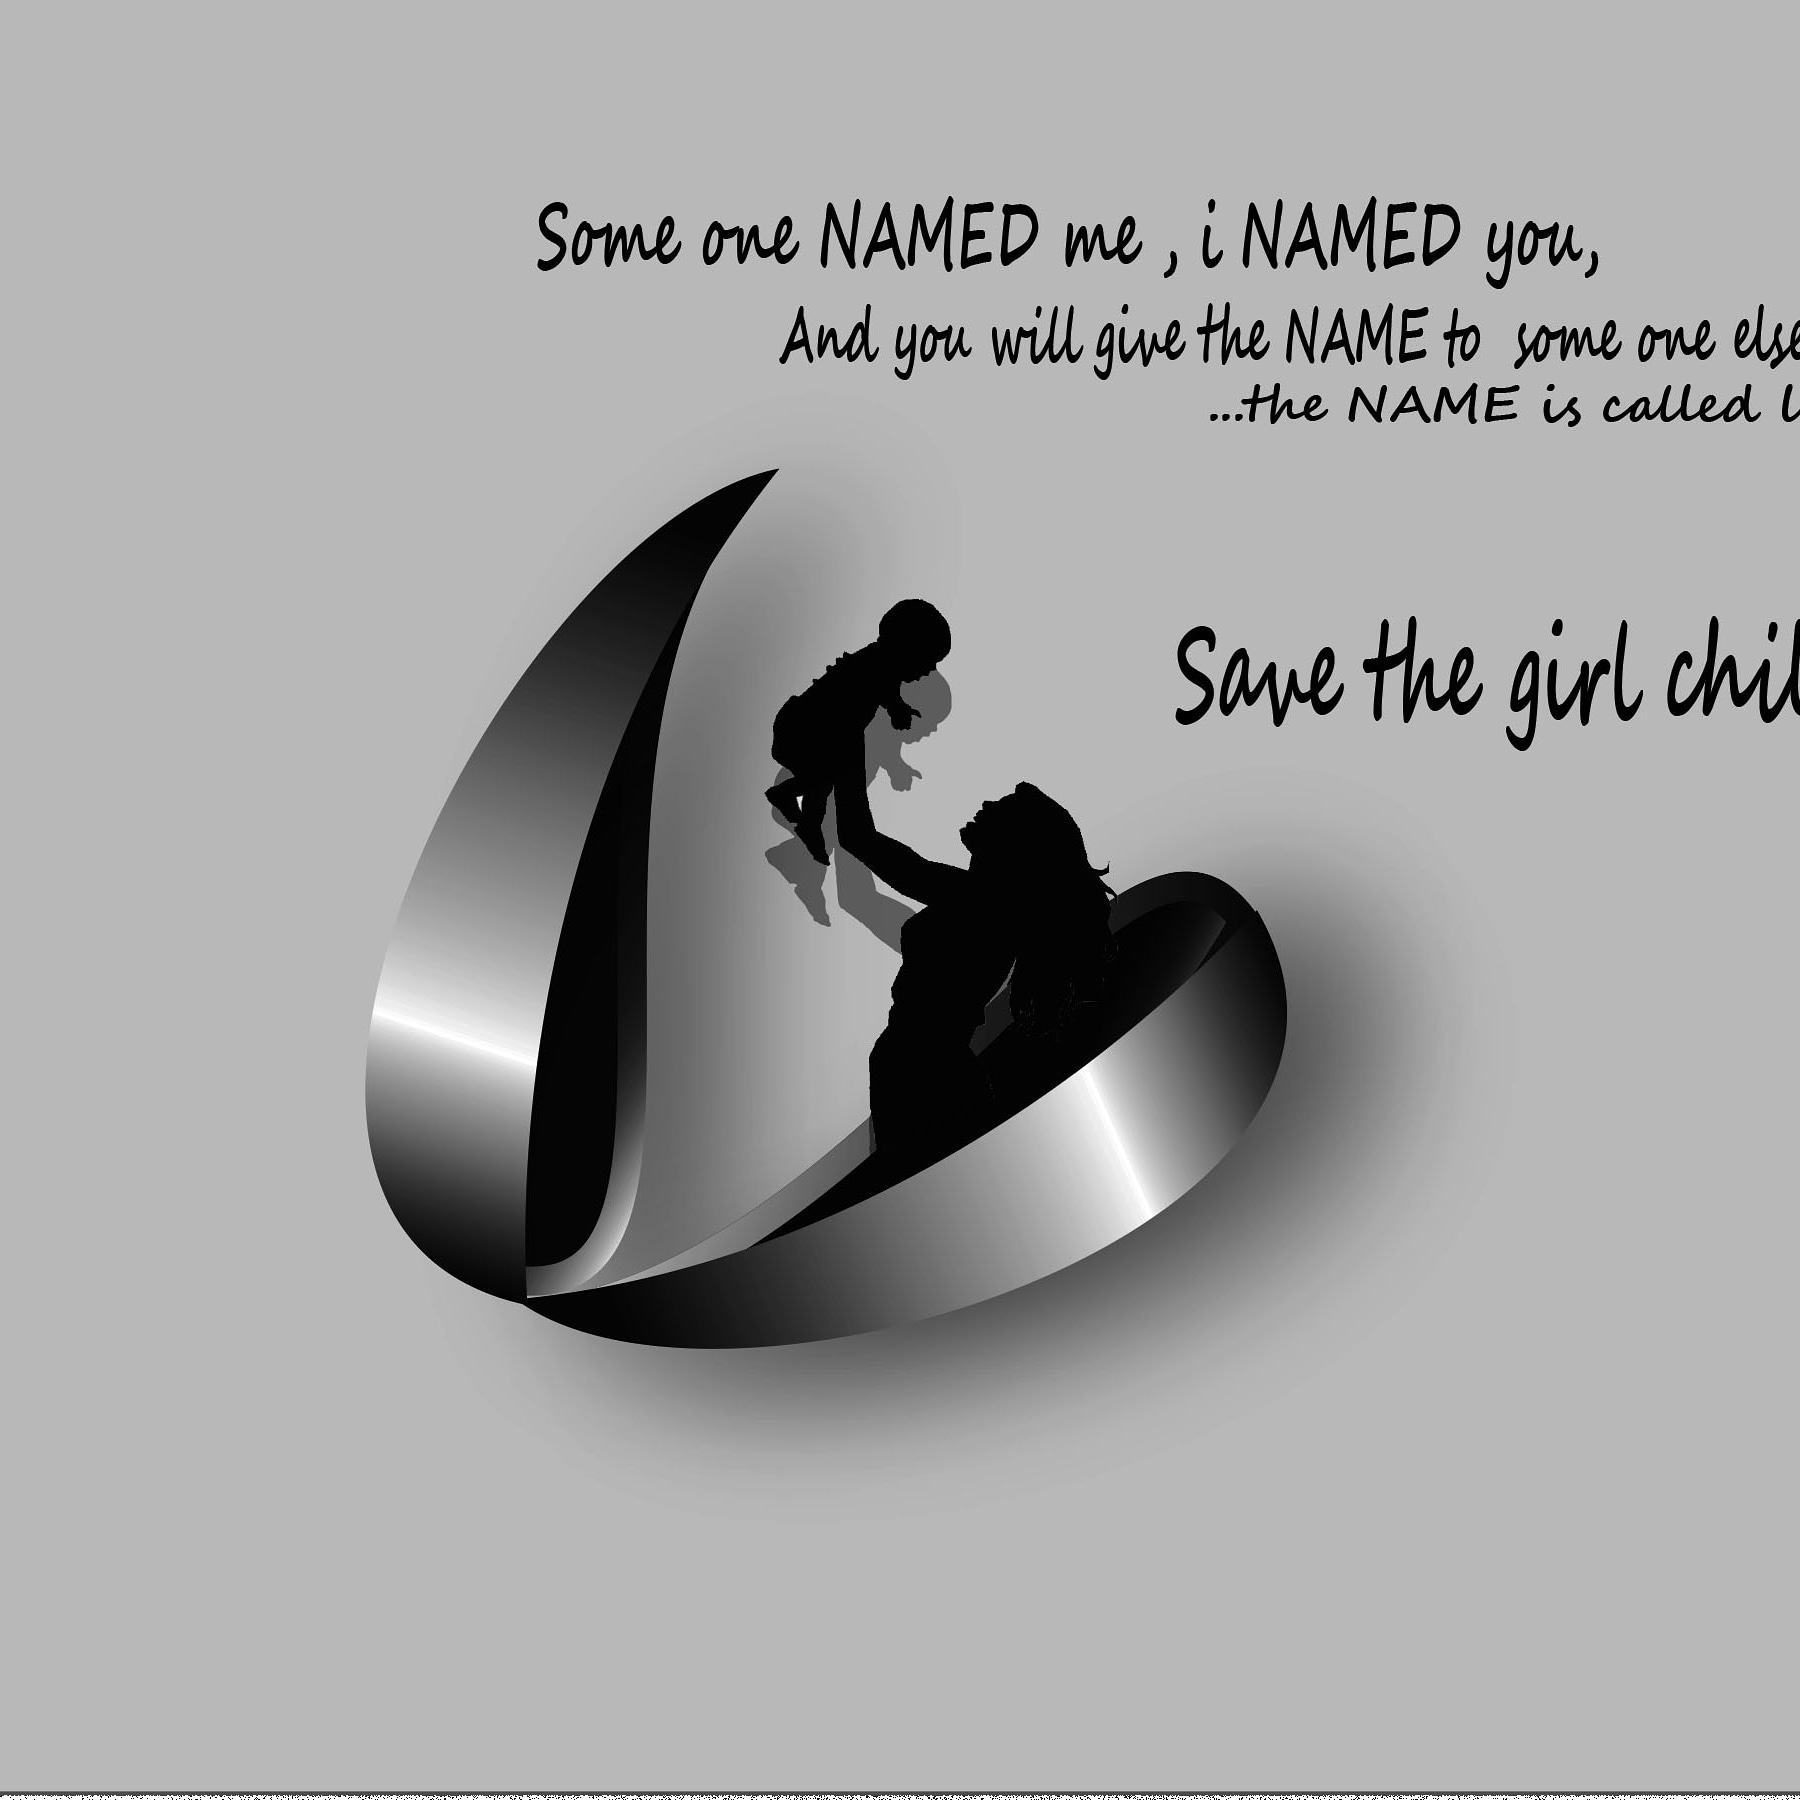 Some one NAMED me , i NAMED you,
And you will give the NAME to some one else
...the NAME is called
Save the girl